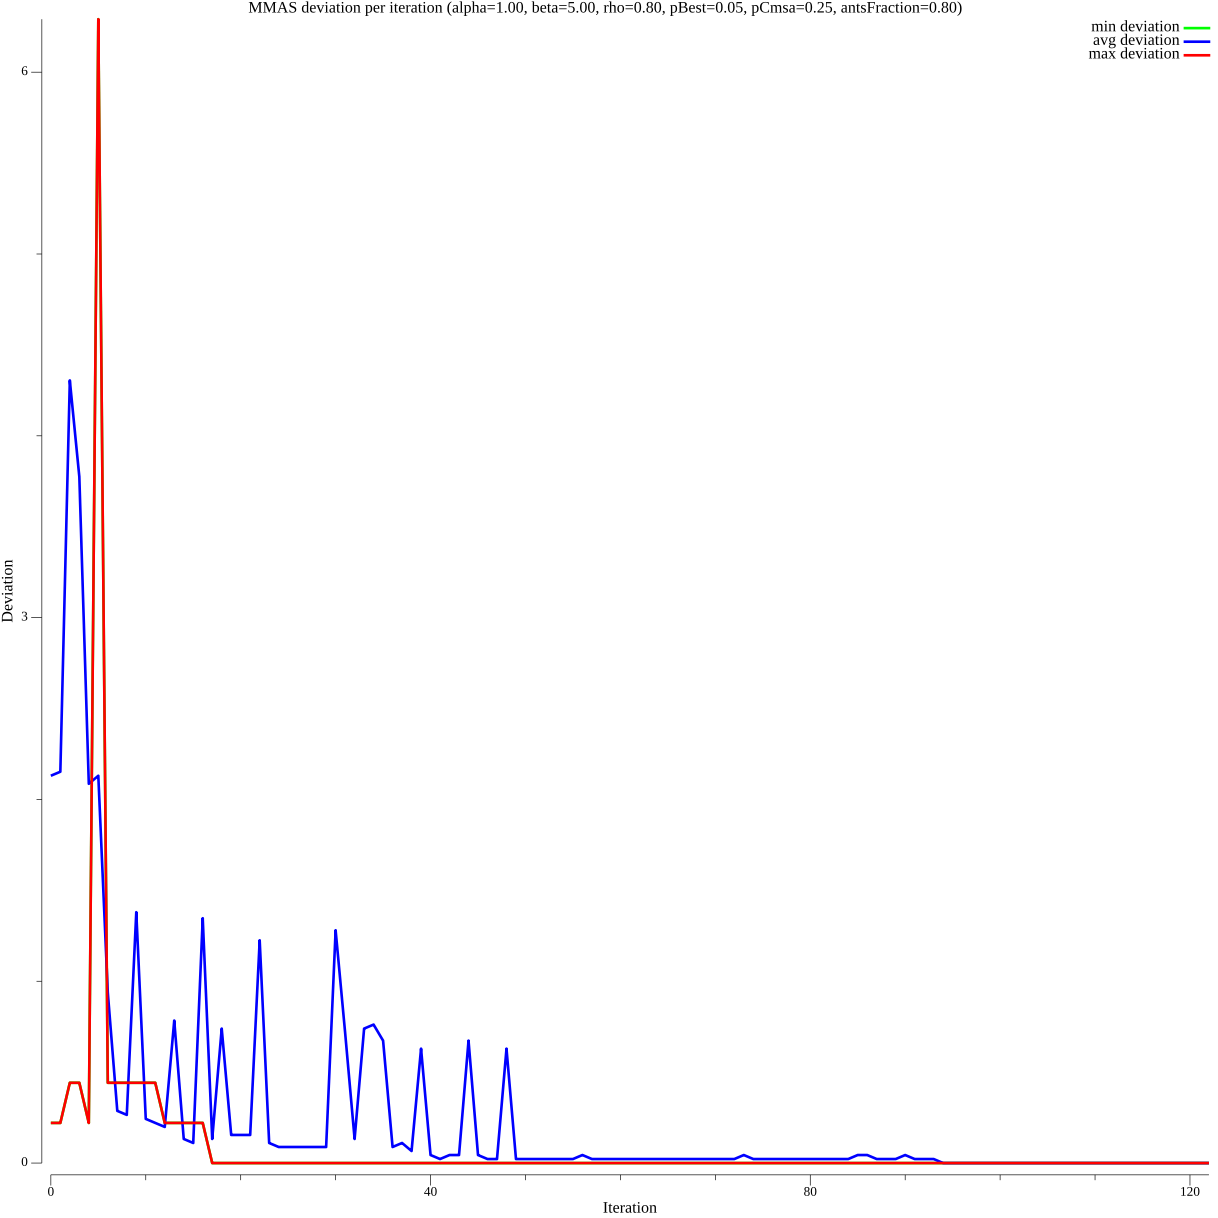 MMAS deviation per iteration (alpha=1.00, beta=5.00, rho=0.80, pBest=0.05, pCmsa=0.25, antsFraction=0.80)
min deviation
avg deviation
max deviation
6
3
0
Deviation
0
40
80
120
Iteration